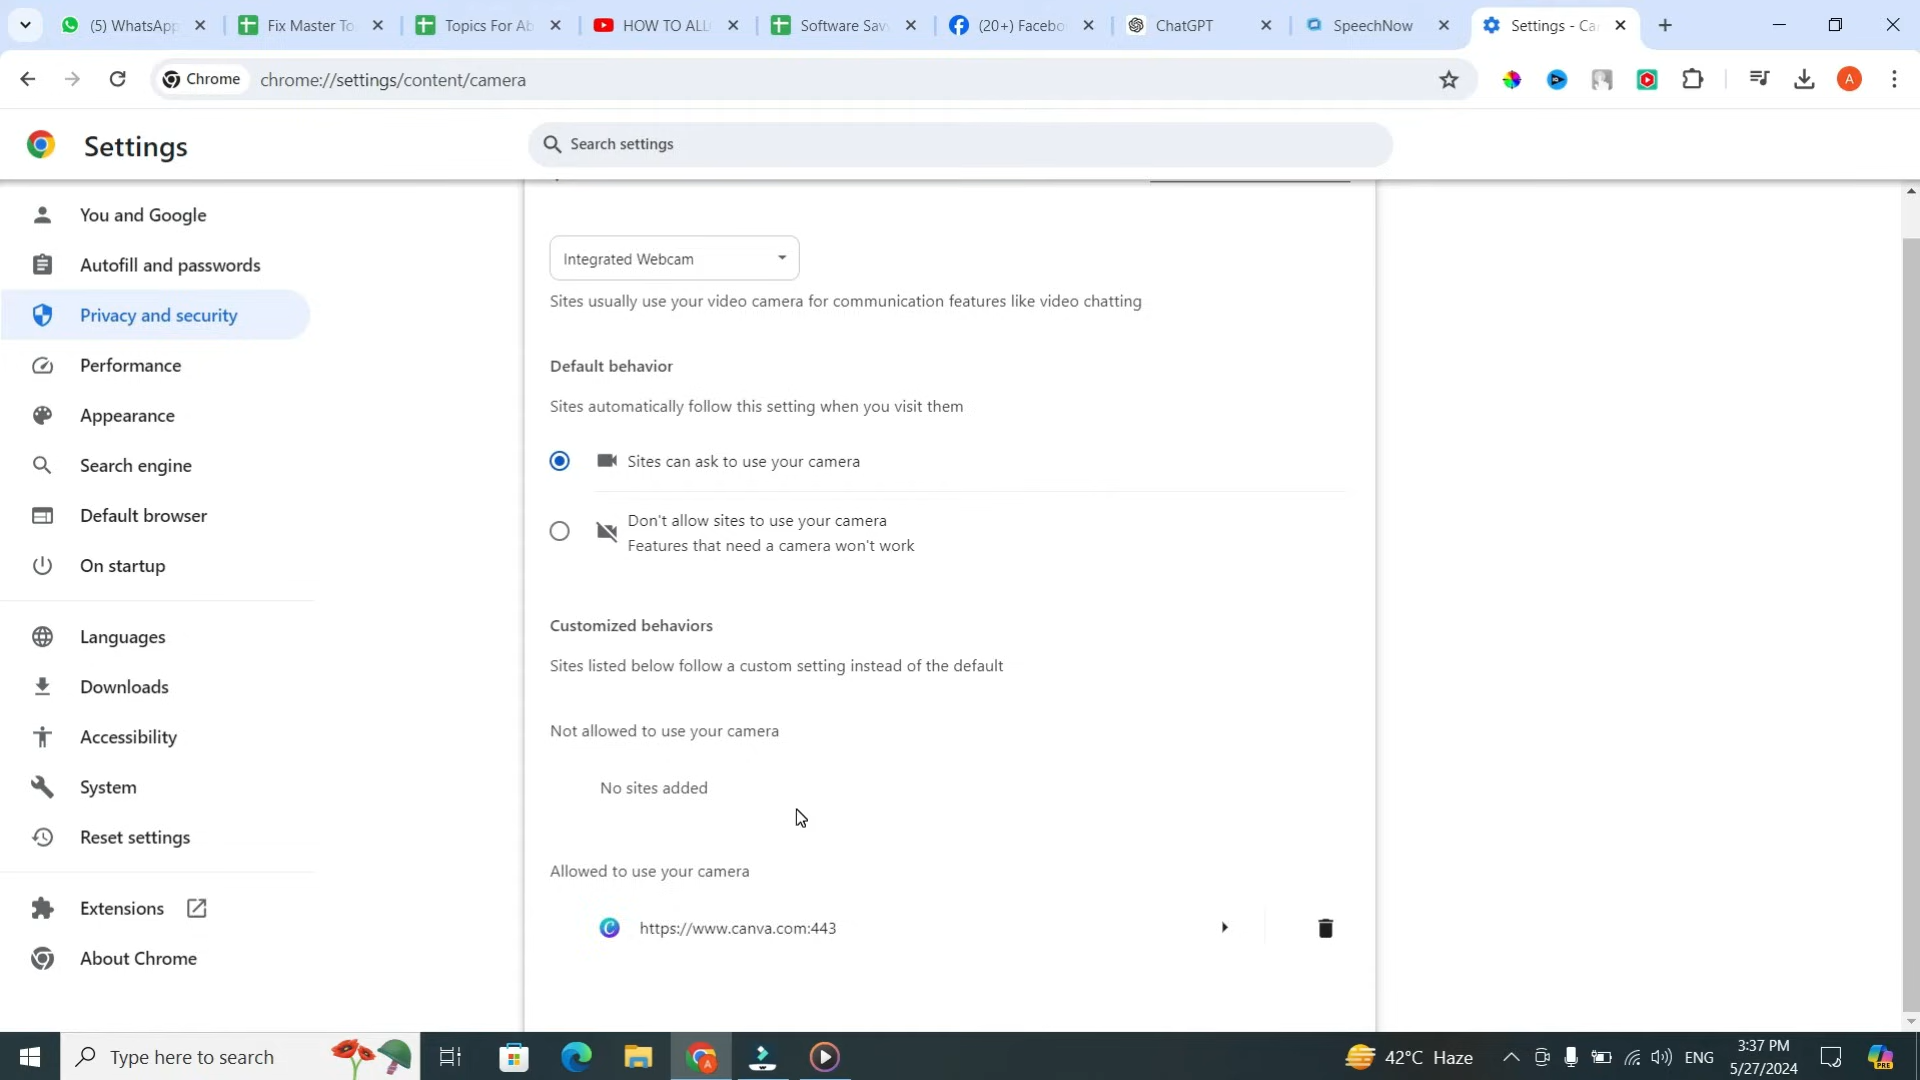 (5) WhatsApp
Fix Master To
Topics For Ab
HOW TO ALL
Software Sav
(20+) Facebo
ChatGPT
SpeechNow
Settings - Ca
Chrome
chrome://settings/content/camera
A
Settings
Search settings
You and Google
Autofill and passwords
Privacy and security
Performance
Appearance
Search engine
Default browser
On startup
Languages
Downloads
Accessibility
System
Reset settings
Extensions
About Chrome
Integrated Webcam
Sites usually use your video camera for communication features like video chatting
Default behavior
Sites automatically follow this setting when you visit them
Sites can ask to use your camera
Don't allow sites to use your camera
Features that need a camera won't work
Customized behaviors
Sites listed below follow a custom setting instead of the default
Not allowed to use your camera
No sites added
Allowed to use your camera
https://www.canva.com:443
Type here to search
42°C Haze
ENG
3:37 PM
5/27/2024
PRE